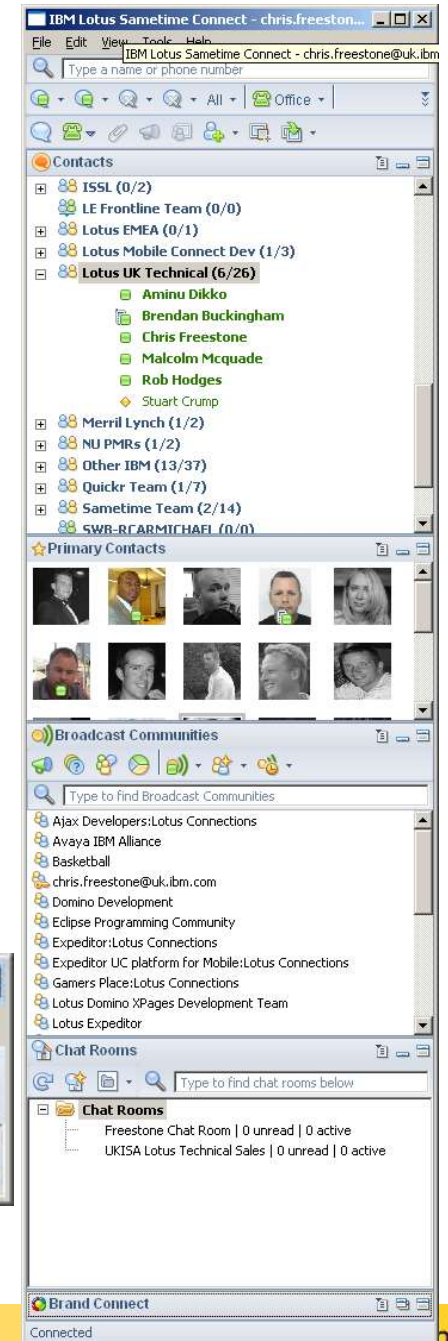 IBM Lotus Sametime Connect - chris.freeston...
File Edit View Tools Help
IBM Lotus Sametime Connect - chris.freestone@uk.ibm
Type a name or phone number
All Office
Contacts
ISSL (0/2)
LE Frontline Team (0/0)
Lotus EMEA (0/1)
Lotus Mobile Connect Dev (1/3)
Lotus UK Technical (6/26)
Aminu Dikko
Brendan Buckingham
Chris Freestone
Malcolm Mcquade
Rob Hodges
Stuart Crump
Merril Lynch (1/2)
NU PMRs (1/2)
Other IBM (13/37)
Quickr Team (1/7)
Sametime Team (2/14)
SWB-RCARMICHAEL (0/0)
Primary Contacts
Broadcast Communities
Type to find Broadcast Communities
Ajax Developers:Lotus Connections
Avaya IBM Alliance
Basketball
chris.freestone@uk.ibm.com
Domino Development
Eclipse Programming Community
Expeditor:Lotus Connections
Expeditor UC platform for Mobile:Lotus Connections
Gamers Place:Lotus Connections
Lotus Domino XPages Development Team
Lotus Expeditor
Chat Rooms
Type to find chat rooms below
Chat Rooms
Freestone Chat Room | 0 unread | 0 active
UKISA Lotus Technical Sales | 0 unread | 0 active
Brand Connect
Connected